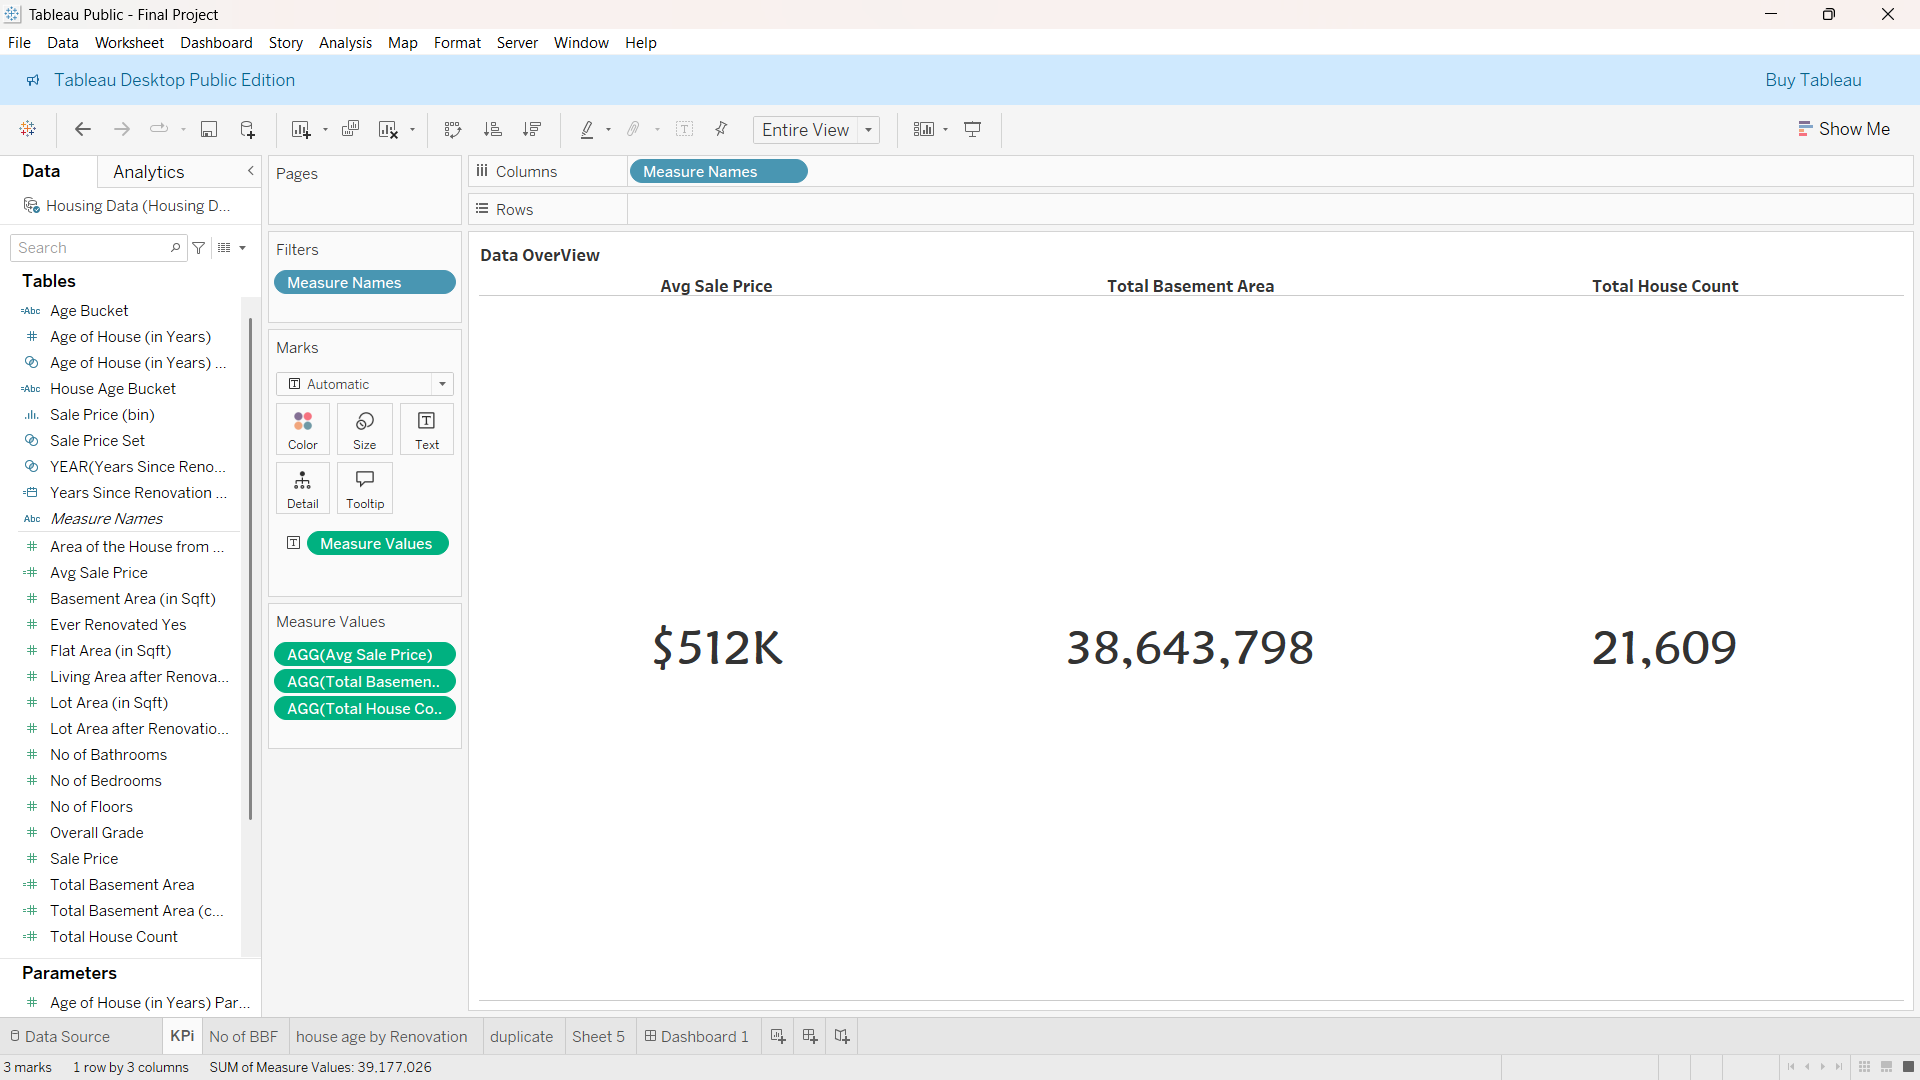 Tableau Public - Final Project
File Data Worksheet Dashboard Story Analysis Map Format Server Window Help
Tableau Desktop Public Edition
Buy Tableau
Entire View
Show Me
Data
Analytics
Housing Data (Housing D...
Search
Tables
Abc Age Bucket
Age of House (in Years)
Age of House (in Years) ...
Abc House Age Bucket
Sale Price (bin)
Sale Price Set
YEAR(Years Since Reno...
Years Since Renovation ...
Abc Measure Names
Area of the House from ...
Avg Sale Price
Basement Area (in Sqft)
Ever Renovated Yes
Flat Area (in Sqft)
Living Area after Renova...
Lot Area (in Sqft)
Lot Area after Renovatio...
No of Bathrooms
No of Bedrooms
No of Floors
Overall Grade
Sale Price
Total Basement Area
Total Basement Area (c...
Total House Count
Parameters
Age of House (in Years) Par...
Pages
Filters
Measure Names
Marks
Automatic
Color Size Text
Detail Tooltip
Measure Values
Measure Values
AGG(Avg Sale Price)
AGG(Total Basemen..
AGG(Total House Co..
Columns
Measure Names
Rows
Data OverView
Avg Sale Price Total Basement Area Total House Count
$512K 38,643,798 21,609
Data Source KPi No of BBF house age by Renovation duplicate Sheet 5 Dashboard 1
3 marks 1 row by 3 columns SUM of Measure Values: 39,177,026